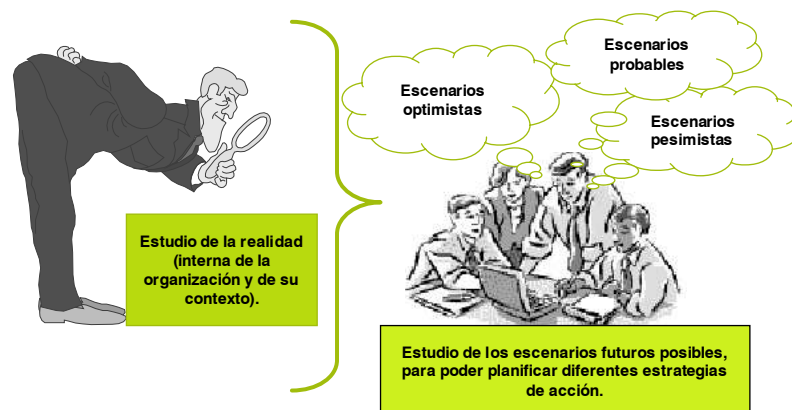 Escenarios
optimistas
Escenarios
probables
Escenarios
pesimistas
Estudio de la realidad
(interna de la
organización y de su
contexto).
Estudio de los escenarios futuros posibles,
para poder planificar diferentes estrategias
de acción.